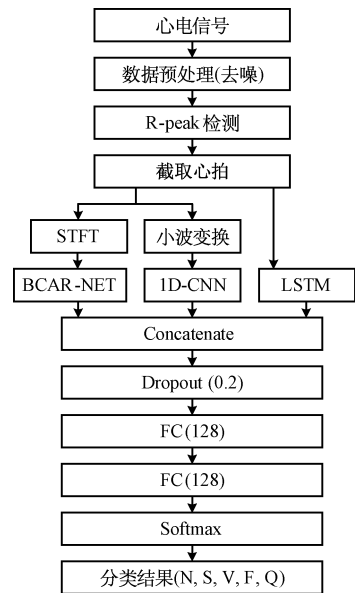 心电信号
数据预处理(去噪)
R-peak 检测
截取心拍
STFT
小波变换
BCAR-NET
1D-CNN
LSTM
Concatenate
Dropout (0.2)
FC(128)
FC(128)
Softmax
分类结果(N, S, V, F, Q)